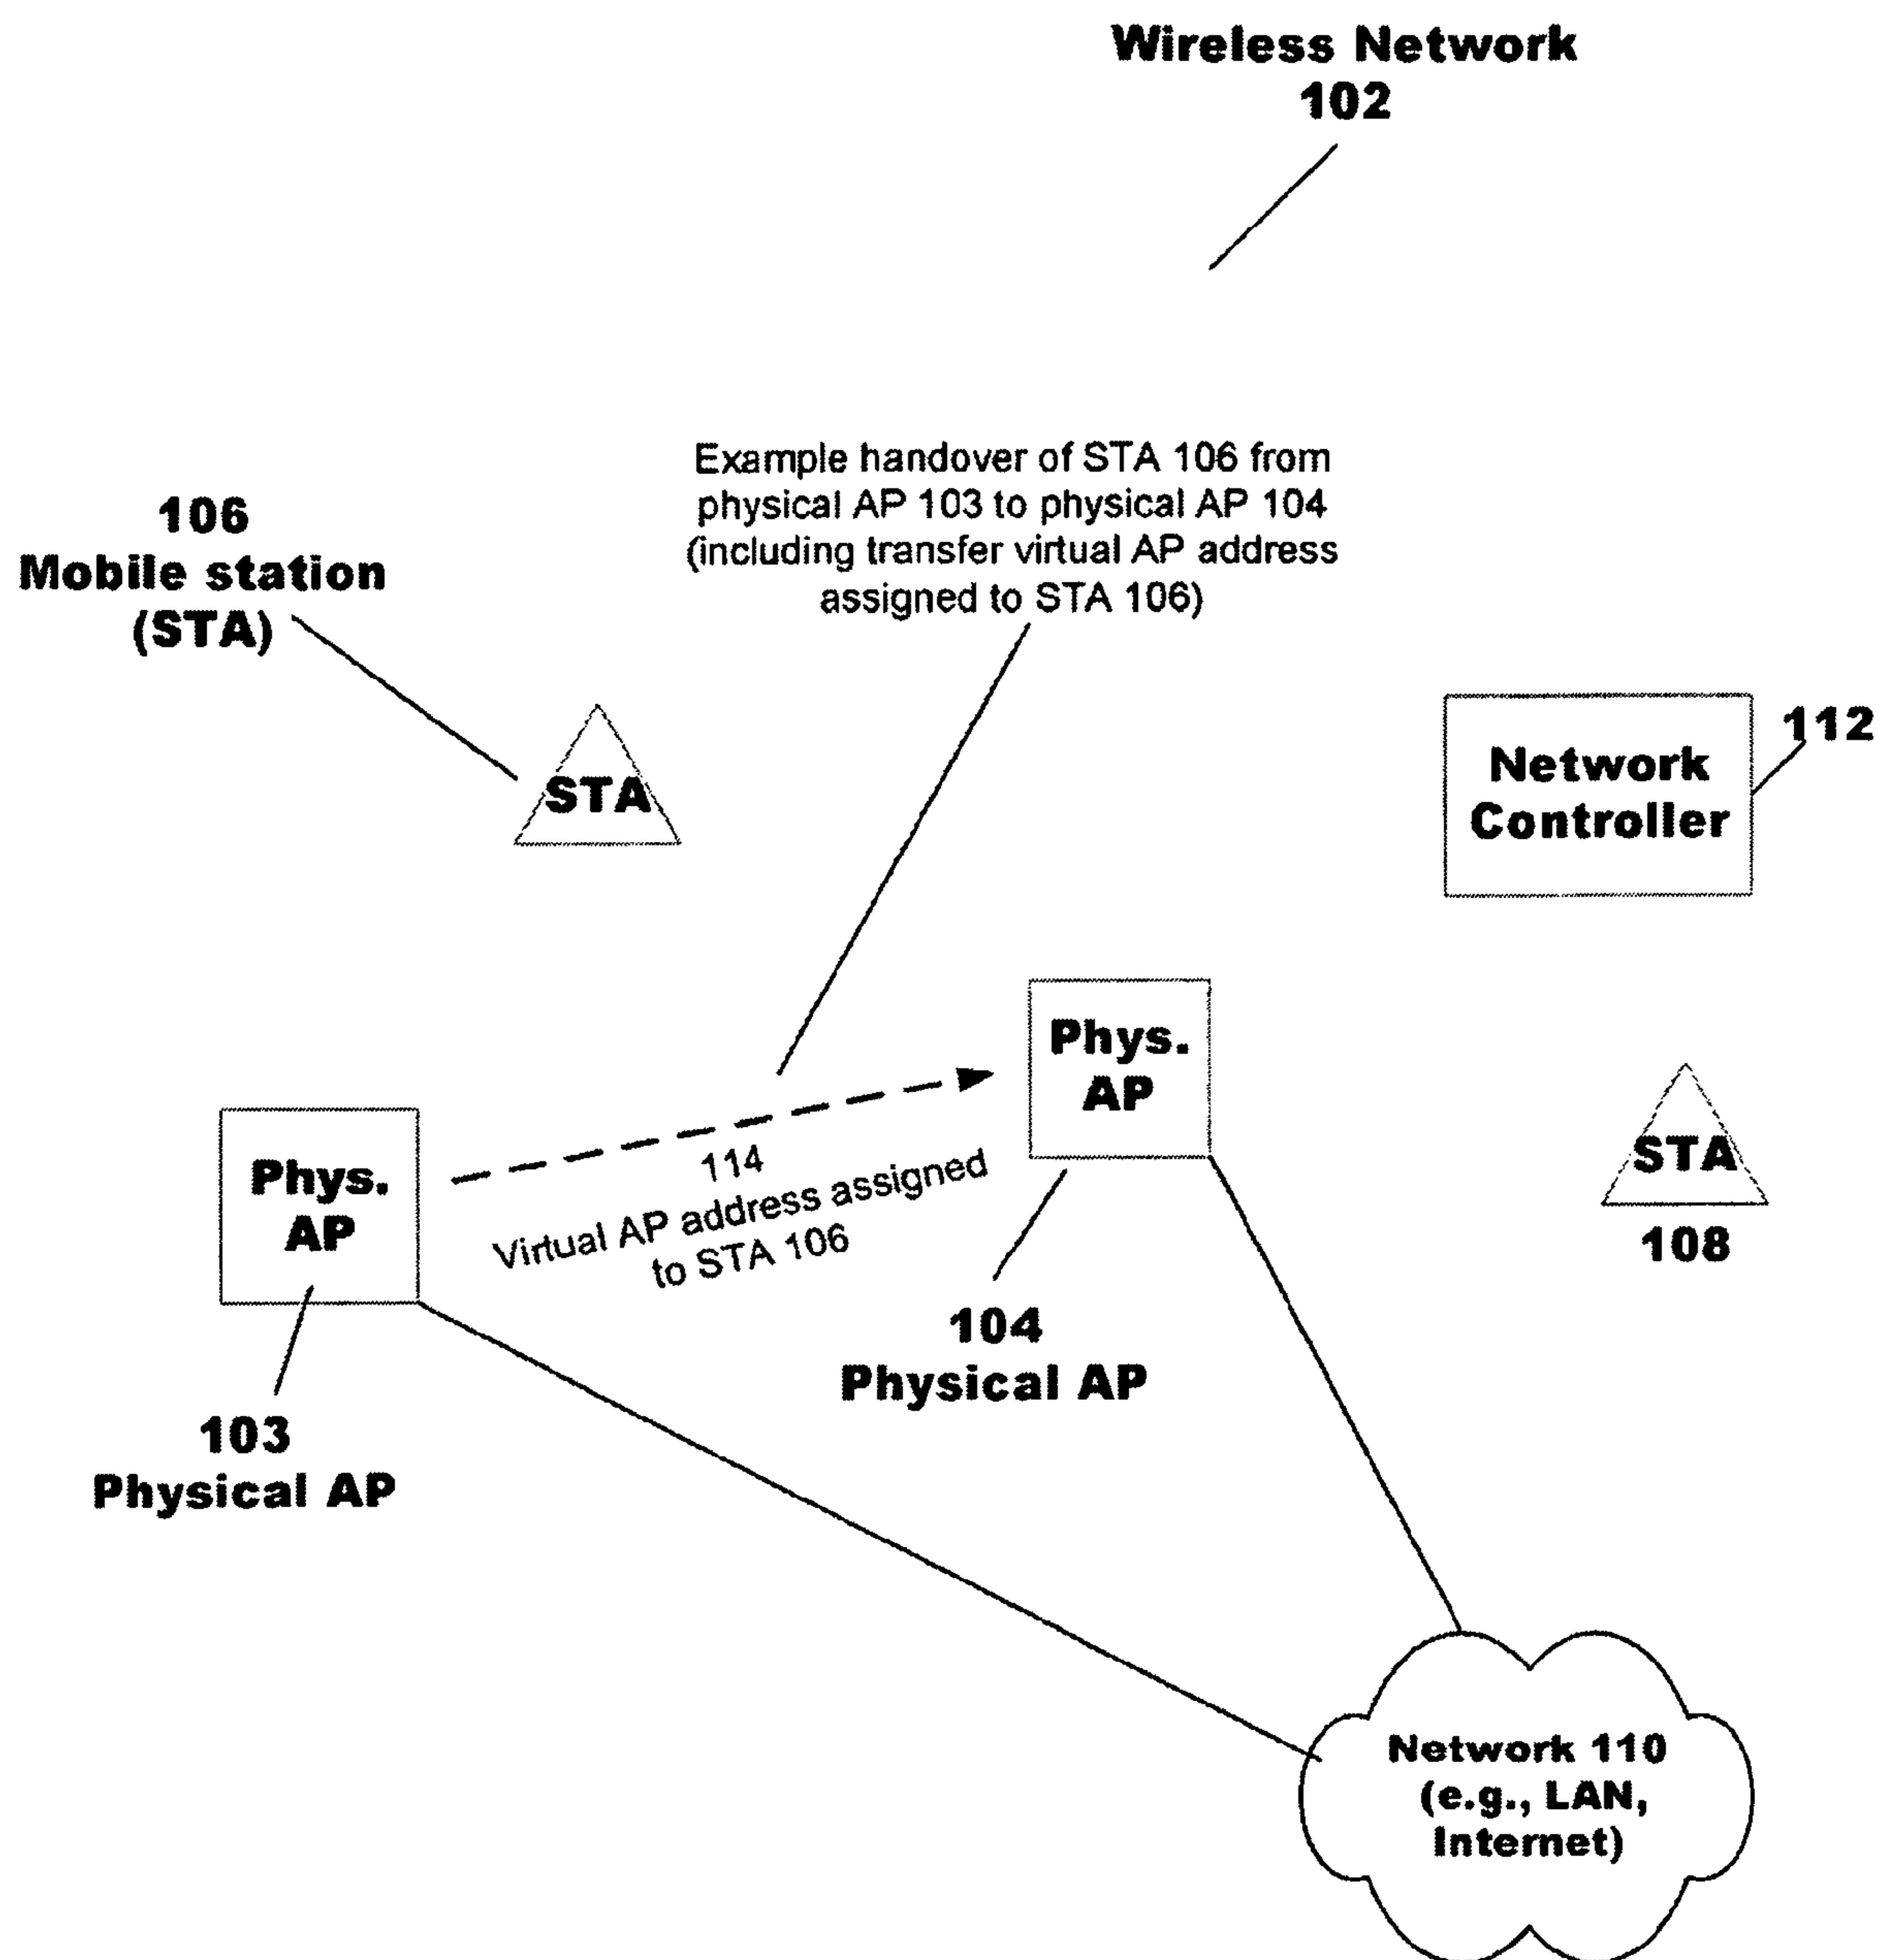 Wireless Network
102
Example handover of STA 106 from
physical AP 103 to physical AP 104
(including transfer virtual AP address
assigned to STA 106)
106
Mobile station
(STA)
STA
112
Network
Controller
Phys.
AP
Phys.
AP
114
Virtual AP address assigned
to STA 106
STA
108
104
Physical AP
103
Physical AP
Network 110
(e.g., LAN,
Internet)